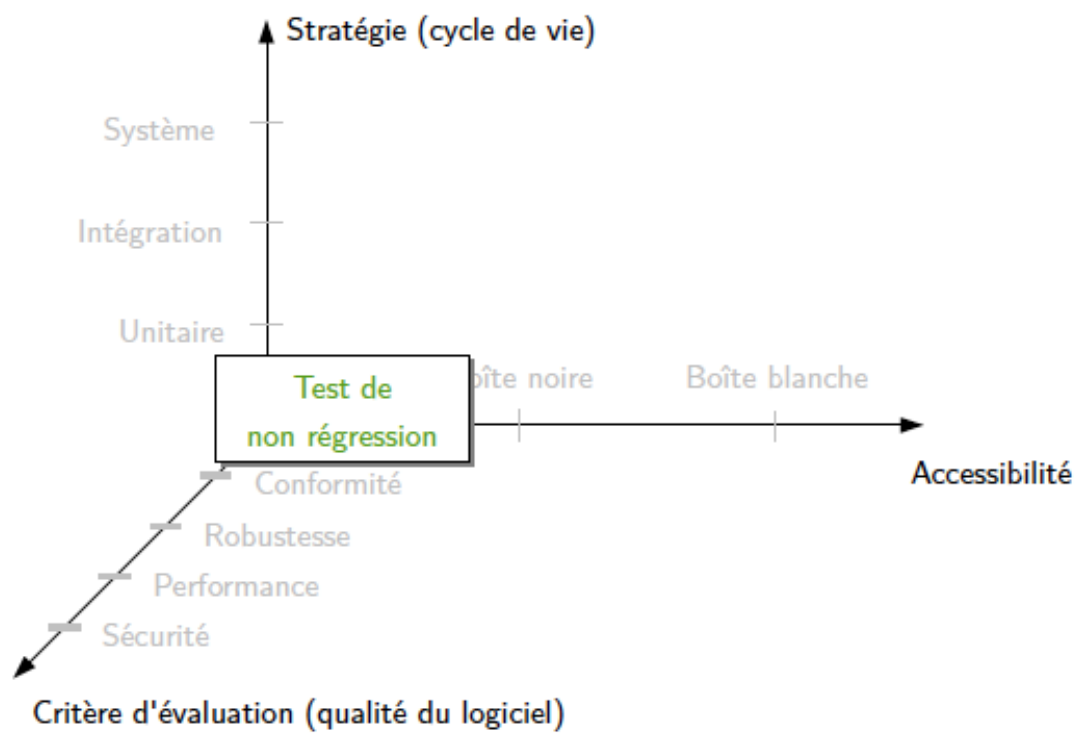 Stratégie (cycle de vie)
Système
Intégration
Unitaire
Test de
non régression
noire
Boîte blanche
Accessibilité
Conformité
Robustesse
Performance
Sécurité
Critère d'évaluation (qualité du logiciel)